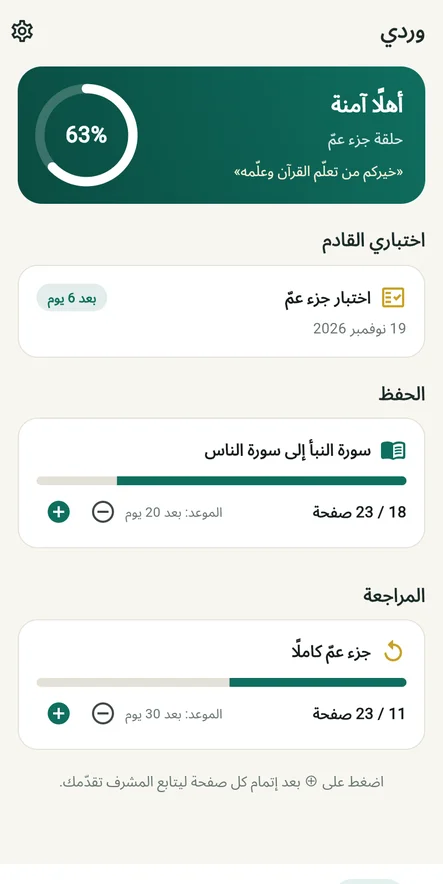 وردي
أهلًا آمنة
حلقة جزء عمّ
«خيركم من تعلّم القرآن وعلّمه»
63%
اختباري القادم
اختبار جزء عمّ
بعد 6 يوم
19 نوفمبر 2026
الحفظ
سورة النبأ إلى سورة الناس
18 / 23 صفحة
الموعد: بعد 20 يوم
المراجعة
جزء عمّ كاملًا
11 / 23 صفحة
الموعد: بعد 30 يوم
اضغط على ⊕ بعد إتمام كل صفحة ليتابع المشرف تقدّمك.